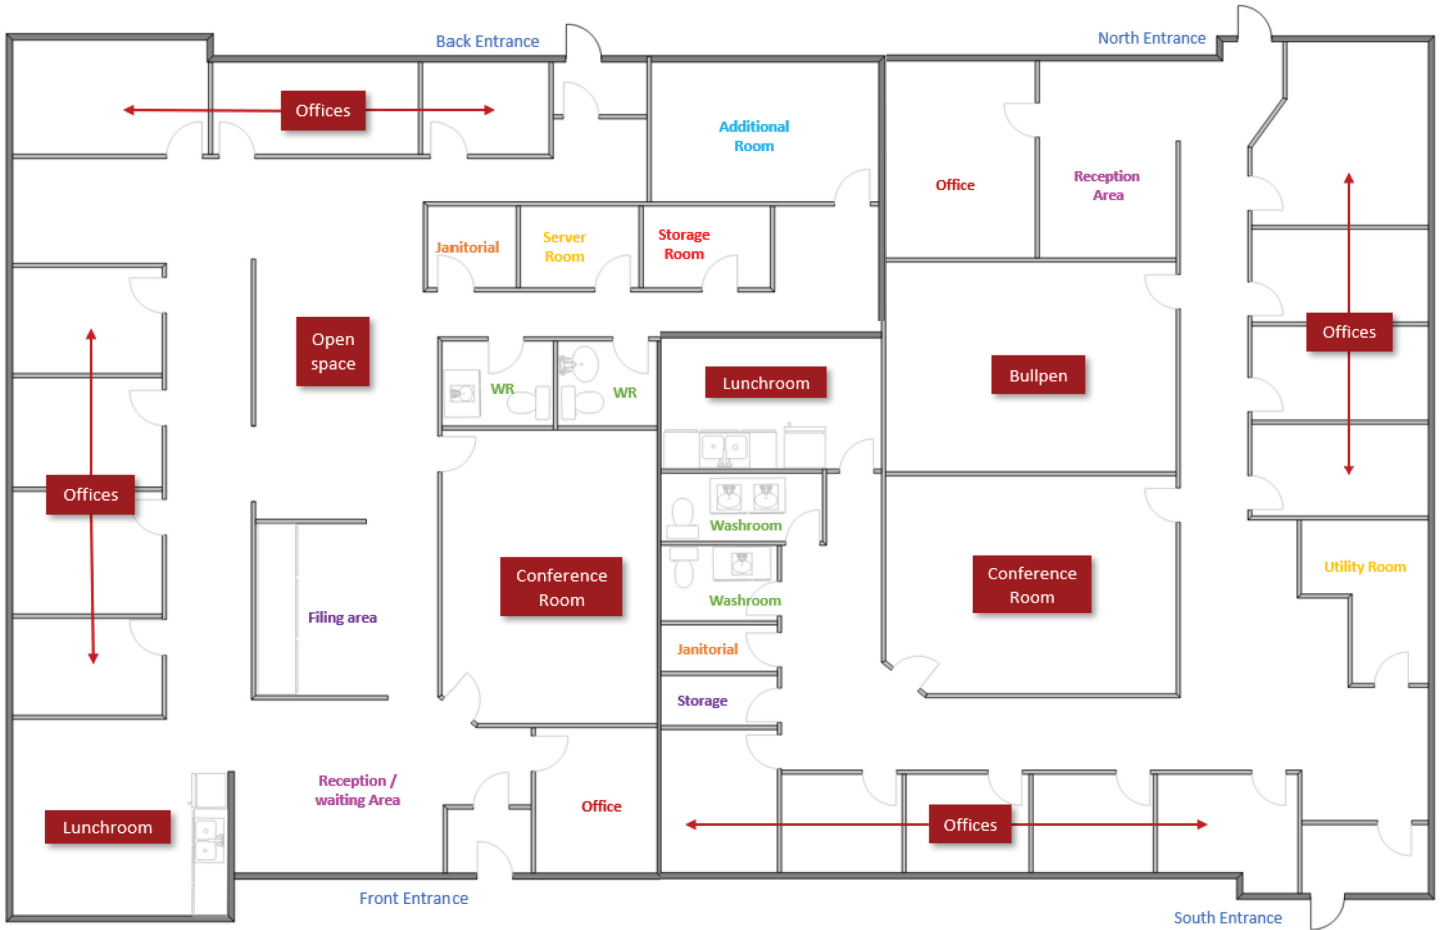 Back Entrance
North Entrance
Offices
Additional
Room
Office
Reception
Area
Janitorial
Server
Room
Storage
Room
Open
space
Offices
WR
WR
Lunchroom
Bullpen
Offices
Washroom
Filing area
Conference
Room
Washroom
Conference
Room
Utility Room
Janitorial
Storage
Reception /
waiting Area
Office
Lunchroom
Offices
Front Entrance
South Entrance